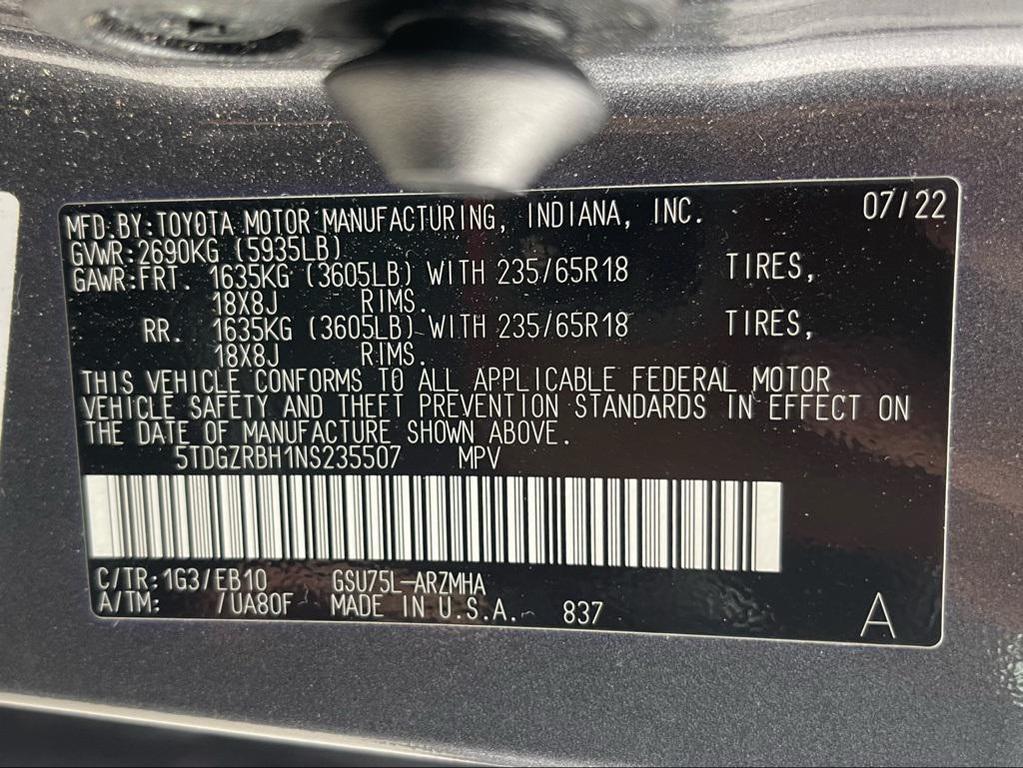 MFD.BY:TOYOTA MOTOR MANUFACTURING, INDIANA, INC. 07/22
GVWR:2690KG (5935LB)
GAWR:FRT. 1635KG (3605LB) WITH 235/65R18 TIRES,
18X8J RIMS.
RR. 1635KG (3605LB) WITH 235/65R18 TIRES,
18X8J RIMS.
THIS VEHICLE CONFORMS TO ALL APPLICABLE FEDERAL MOTOR
VEHICLE SAFETY AND THEFT PREVENTION STANDARDS IN EFFECT ON
THE DATE OF MANUFACTURE SHOWN ABOVE.
5TDGZRBH1NS235507 MPV
C/TR:1G3/EB10 GSU75L-ARZMHA
A/TM: /UA80F MADE IN U.S.A. 837 A